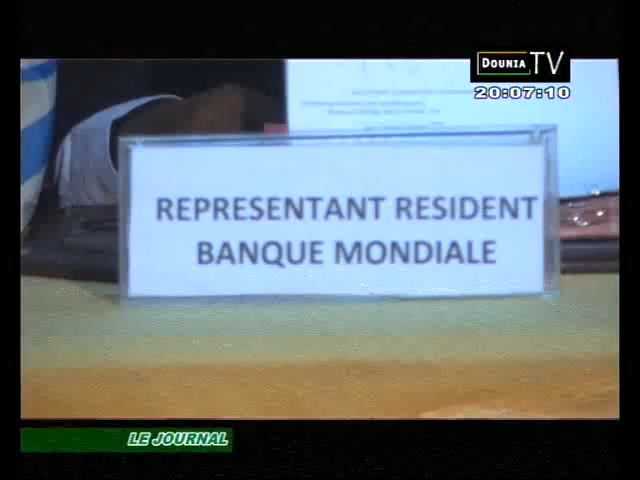 DOUNIA TV
20:07:10
REPRESENTANT RESIDENT
BANQUE MONDIALE
LE JOURNAL